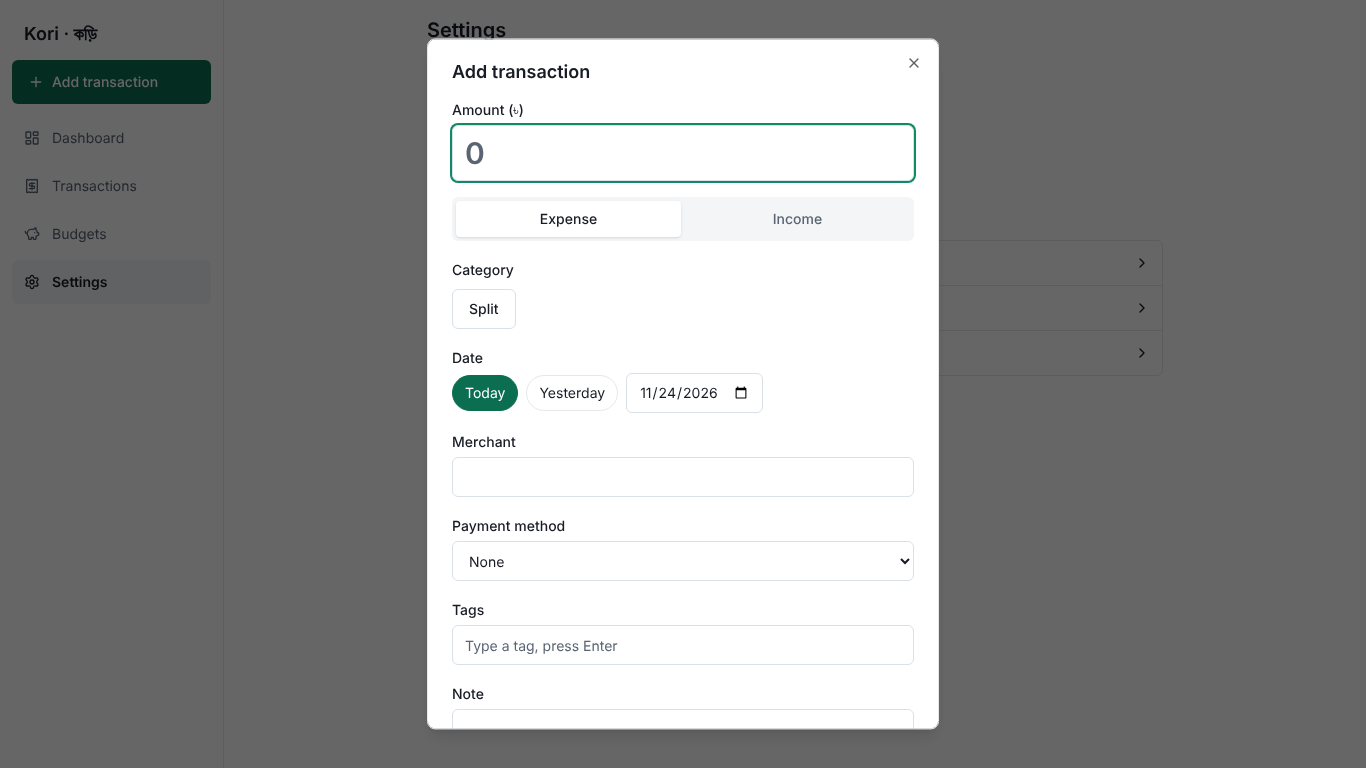 Kori · কড়ি
Add transaction
Dashboard
Transactions
Budgets
Settings
Settings
Add transaction
Amount (৳)
0
Expense
Income
Category
Split
Date
Today
Yesterday
11/24/2026
Merchant
Payment method
None
Tags
Type a tag, press Enter
Note